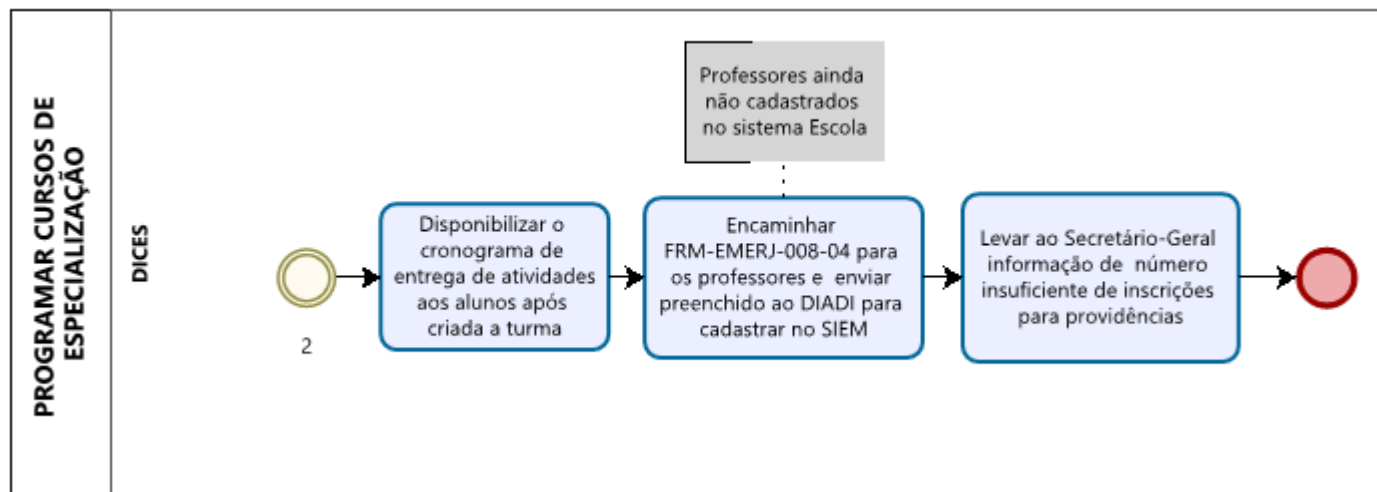 PROGRAMAR CURSOS DE
ESPECIALIZAÇÃO
DICES
2
Disponibilizar o
cronograma de
entrega de atividades
aos alunos após
criada a turma
Professores ainda
não cadastrados
no sistema Escola
Encaminhar
FRM-EMERJ-008-04 para
os professores e enviar
preenchido ao DIADI para
cadastrar no SIEM
Levar ao Secretário-Geral
informação de número
insuficiente de inscrições
para providências